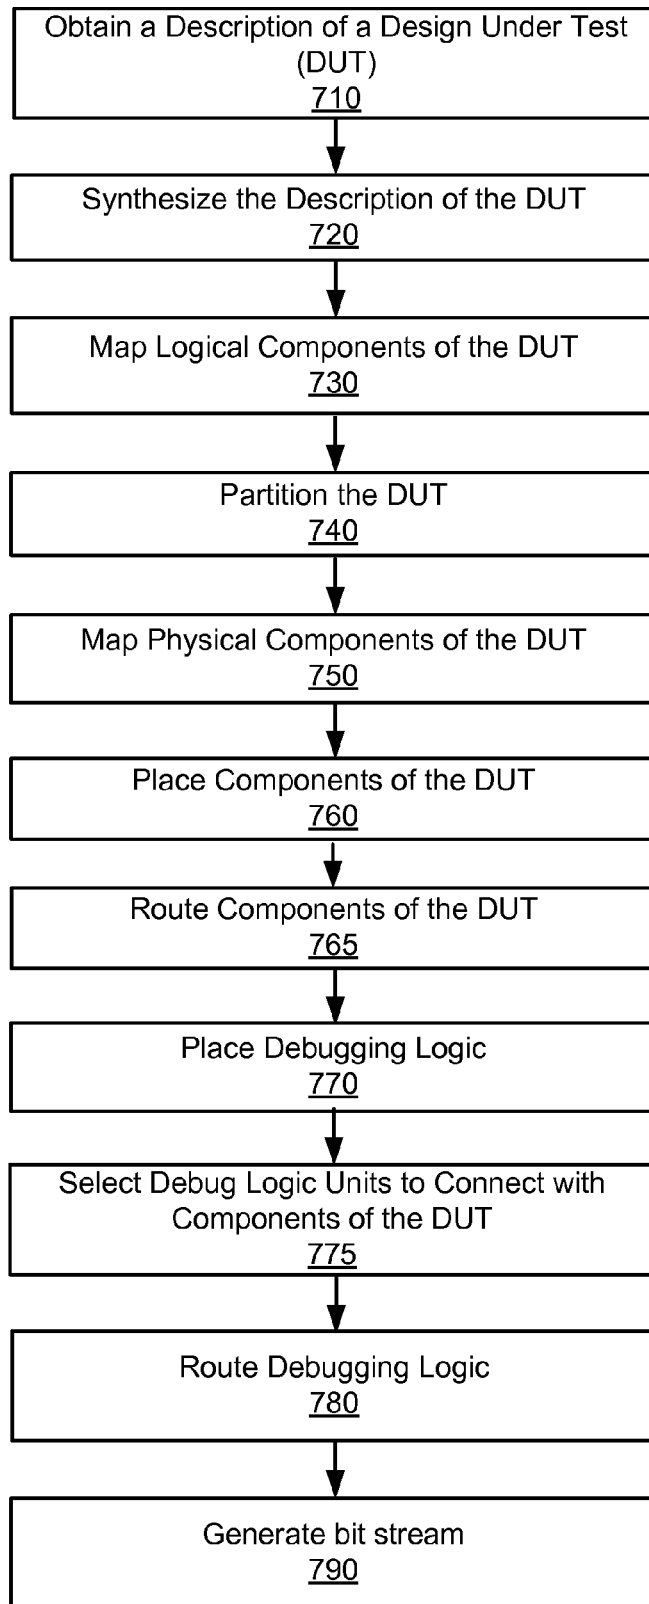 Obtain a Description of a Design Under Test
(DUT)
710
Synthesize the Description of the DUT
720
Map Logical Components of the DUT
730
Partition the DUT
740
Map Physical Components of the DUT
750
Place Components of the DUT
760
Route Components of the DUT
765
Place Debugging Logic
770
Select Debug Logic Units to Connect with
Components of the DUT
775
Route Debugging Logic
780
Generate bit stream
790